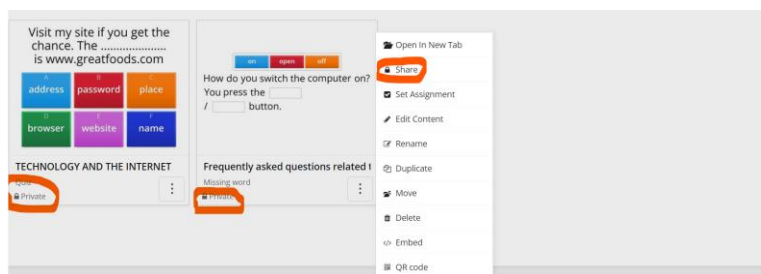 Visit my site if you get the
chance. The .....................
is www.greatfoods.com
A
address
B
password
C
place
D
browser
E
website
F
name
TECHNOLOGY AND THE INTERNET
Quiz
Private
on
open
off
How do you switch the computer on?
You press the
/ button.
Frequently asked questions related t
Missing word
Private
Open In New Tab
Share
Set Assignment
Edit Content
Rename
Duplicate
Move
Delete
Embed
QR code